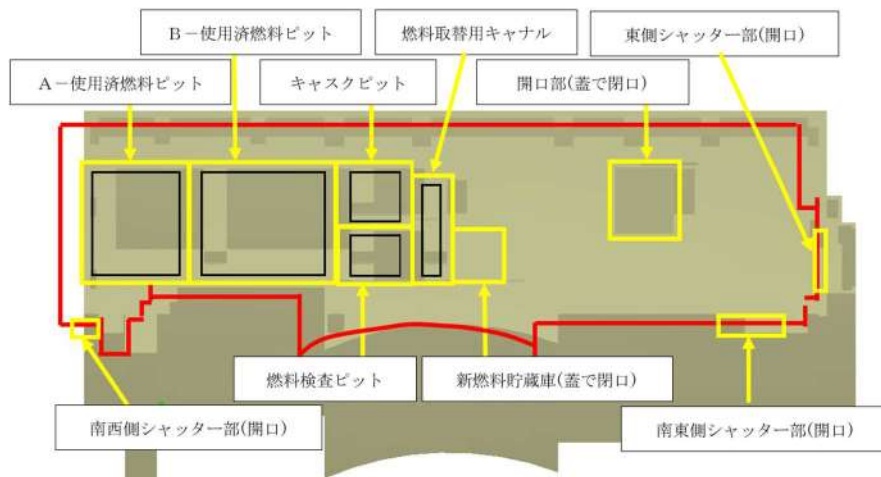 B－使用済燃料ピット
燃料取替用キャナル
東側シャッター部(開口)
A－使用済燃料ピット
キャスクピット
開口部(蓋で閉口)
燃料検査ピット
新燃料貯蔵庫(蓋で閉口)
南西側シャッター部(開口)
南東側シャッター部(開口)